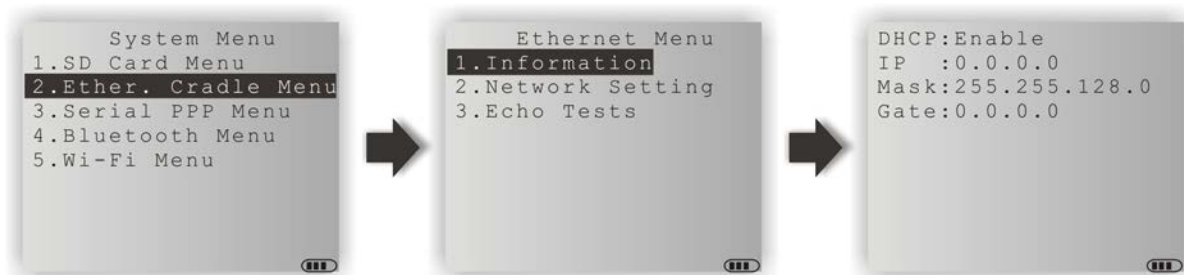 System Menu
1.SD Card Menu
2.Ether. Cradle Menu
3.Serial PPP Menu
4.Bluetooth Menu
5.Wi-Fi Menu
Ethernet Menu
1.Information
2.Network Setting
3.Echo Tests
DHCP:Enable
IP  :0.0.0.0
Mask:255.255.128.0
Gate:0.0.0.0